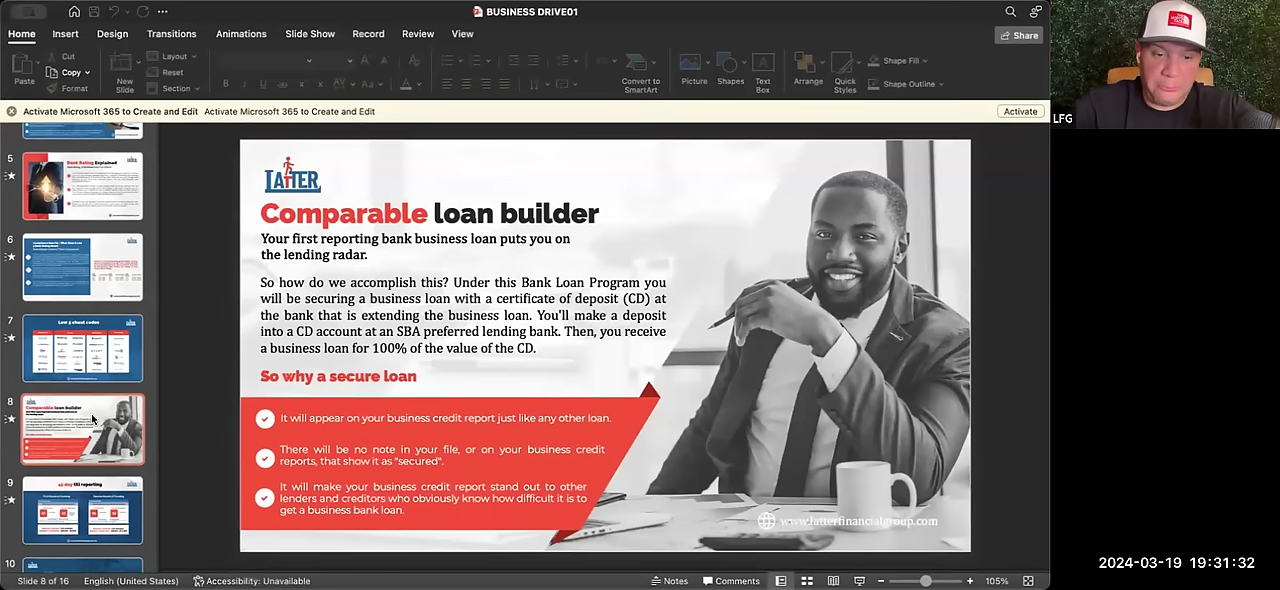 BUSINESS DRIVE01
Home Insert Design Transitions Animations Slide Show Record Review View
Share
Paste
Cut
Copy
Format
New Slide
Layout
Reset
Section
Convert to SmartArt
Picture
Shapes
Text Box
Arrange
Quick Styles
Shape Fill
Shape Outline
Activate Microsoft 365 to Create and Edit Activate Microsoft 365 to Create and Edit
Activate
LFG
5
Bank Rating Explained
6
7
8
Comparable loan builder
9
10
LATTER
Comparable loan builder
Your first reporting bank business loan puts you on
the lending radar.
So how do we accomplish this? Under this Bank Loan Program you
will be securing a business loan with a certificate of deposit (CD) at
the bank that is extending the business loan. You'll make a deposit
into a CD account at an SBA preferred lening bank. Then, you receive
a business loan for 100% of the value of the CD.
So why a secure loan
It will appear on your business credit report just like any other loan.
There will be no note in your file, or on your business credit
reports, that show it as "secured".
It will make your business credit report stand out to other
lenders and creditors who obviously know how difficult it is to
get a business bank loan.
www.latterfinancialgroup.com
2024-03-19 19:31:32
Slide 8 of 16 English (United States) Accessibility: Unavailable
Notes Comments 105%